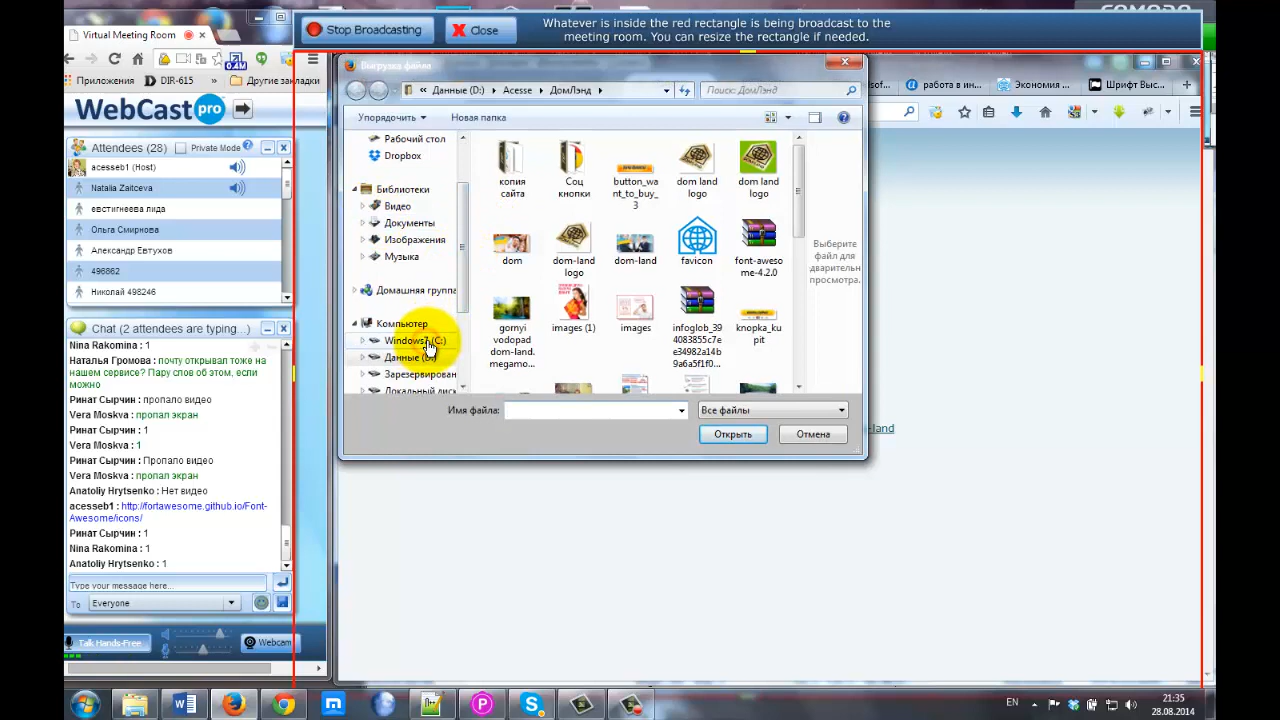 Stop Broadcasting
Close
Whatever is inside the red rectangle is being broadcast to the
meeting room. You can resize the rectangle if needed.
Virtual Meeting Room
0.4M
Приложения
DIR-615
»
Другие закладки
WebCast pro
Attendees (28)
Private Mode
acesseb1 (Host)
Natalia Zaitceva
евстигнеева лида
Ольга Смирнова
Александр Евтухов
496862
Николай 498246
Chat (2 attendees are typing...)
Nina Rakomina : 1
Наталья Громова : почту открывал тоже на
нашем сервисе? Пару слов об этом, если
можно
Ринат Сырчин : пропало видео
Vera Moskva : пропал экран
Ринат Сырчин : 1
Vera Moskva : 1
Ринат Сырчин : Пропало видео
Vera Moskva : пропал экран
Anatoliy Hrytsenko : Нет видео
acesseb1 : http://fortawesome.github.io/Font-
Awesome/icons/
Ринат Сырчин : 1
Nina Rakomina : 1
Anatoliy Hrytsenko : 1
Type your message here...
To
Everyone
Talk Hands-Free
Webcam
Выгрузка файла
« Данные (D:)
Acesse
ДомЛэнд
Поиск: ДомЛэнд
Упорядочить
Новая папка
Рабочий стол
Dropbox
Библиотеки
Видео
Документы
Изображения
Музыка
Домашняя группа
Компьютер
Windows7 (C:)
Данные (D:)
Зарезервирован
Локальный диск
копия
сайта
Соц
кнопки
button_wa
nt_to_buy_
3
dom land
logo
dom land
logo
dom
dom-land
logo
dom-land
favicon
font-aweso
me-4.2.0
gornyi
vodopad
dom-land.
megamo...
images (1)
images
infoglob_39
4083855c7e
e34982a14b
9a6a5f1f0...
knopka_ku
pit
Выберите
файл для
дварительн
просмотра.
Имя файла:
Все файлы
Открыть
Отмена
sof...
работа в ин...
Экономия ...
Шрифт Выс...
-land
EN
21:35
28.08.2014